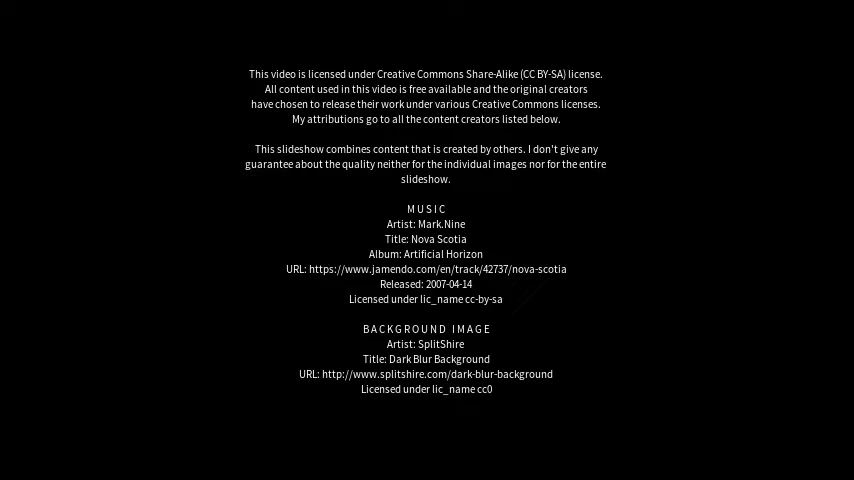 This video is licensed under Creative Commons Share-Alike (CC BY-SA) license.
All content used in this video is free available and the original creators
have chosen to release their work under various Creative Commons licenses.
My attributions go to all the content creators listed below.
This slideshow combines content that is created by others. I don't give any
guarantee about the quality neither for the individual images nor for the entire
slideshow.
MUSIC
Artist: Mark.Nine
Title: Nova Scotia
Album: Artificial Horizon
URL: https://www.jamendo.com/en/track/42737/nova-scotia
Released: 2007-04-14
Licensed under lic_name cc-by-sa
BACKGROUND IMAGE
Artist: SplitShire
Title: Dark Blur Background
URL: http://www.splitshire.com/dark-blur-background
Licensed under lic_name cc0